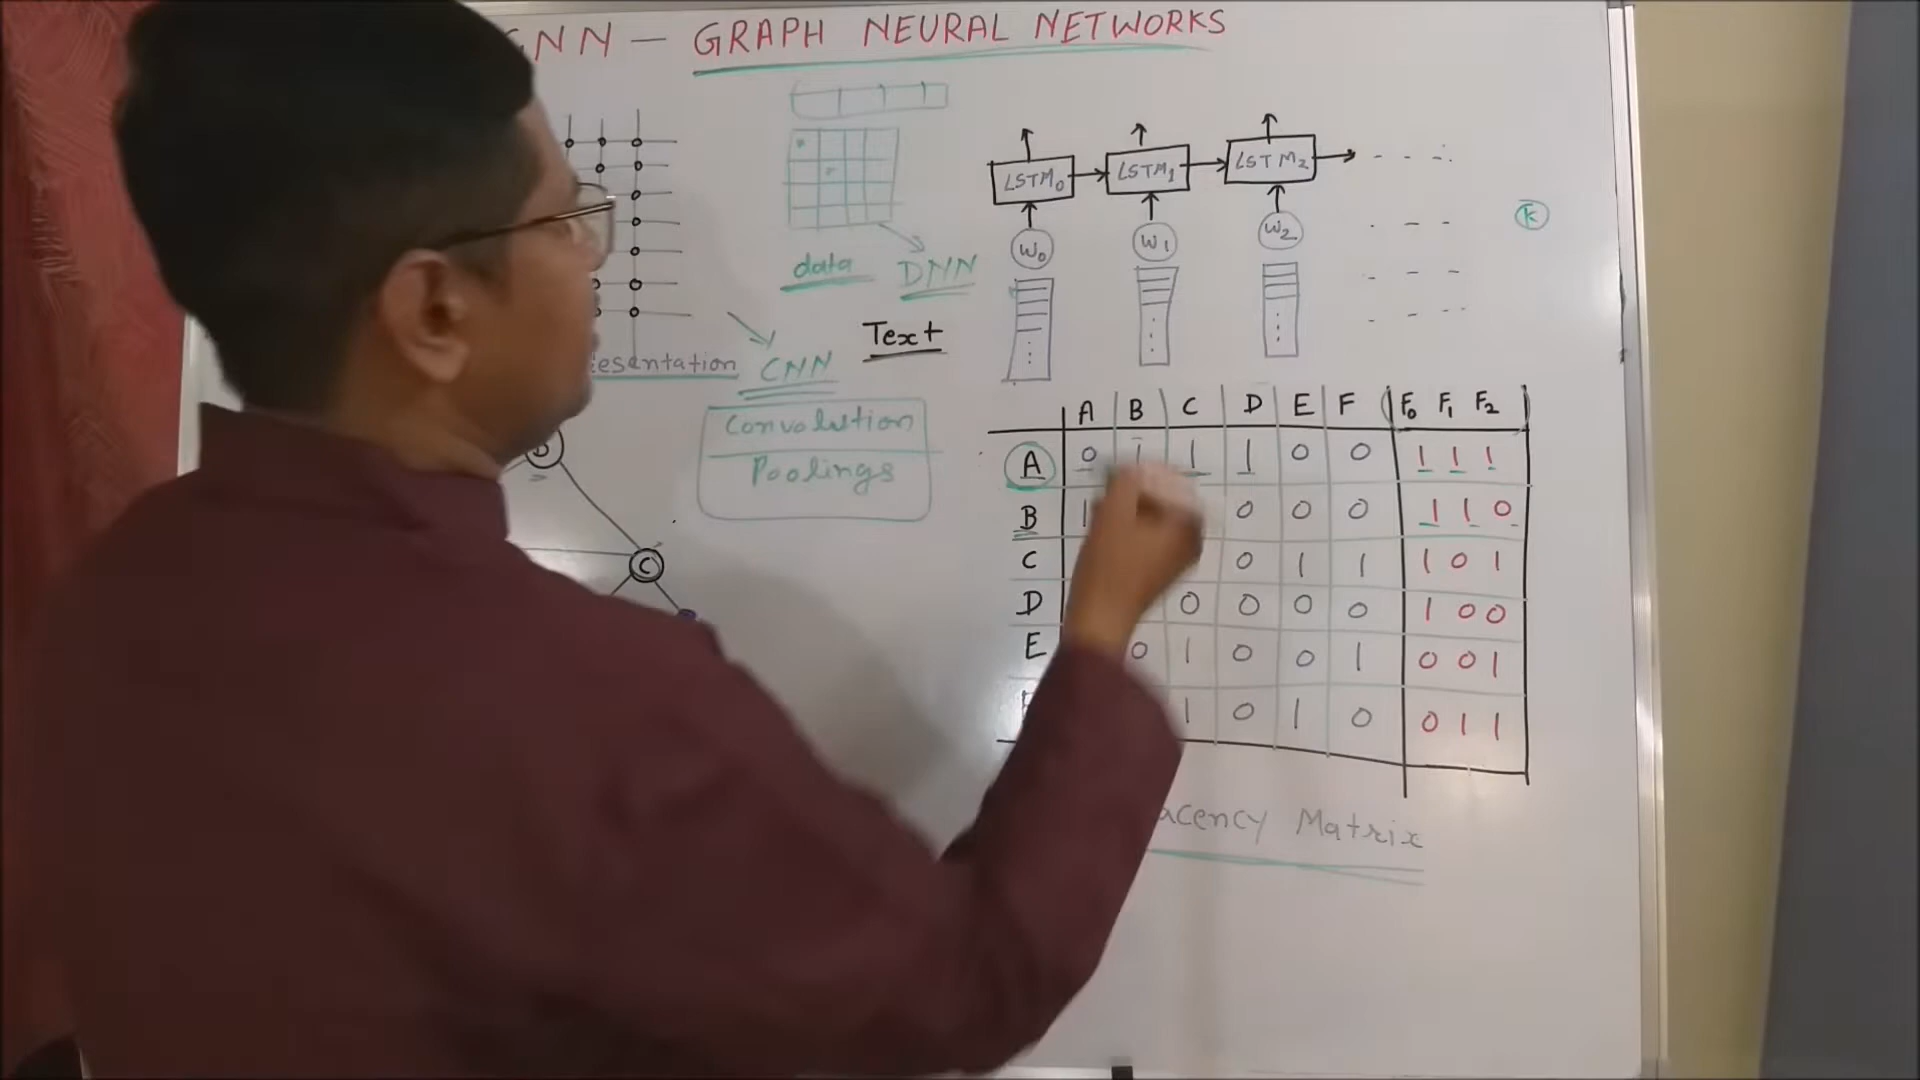 GNN — GRAPH NEURAL NETWORKS
LSTM0 LSTM1 LSTM2 - - -
W0 W1 W2 - - -
K
data DNN
Text
CNN
Convolution
Poolings
C
A B C D E F F0 F1 F2
A 0 1 1 1 0 0 1 1 1
B 1 0 0 0 1 1 0
C 0 1 1 1 0 1
D 0 0 0 0 1 0 0
E 0 1 0 0 1 0 0 1
1 0 1 0 0 1 1
Matrix